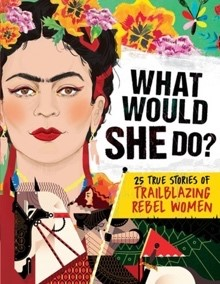 WHAT
WOULD
SHE DO?
25 TRUE STORIES OF
TRAILBLAZING
REBEL WOMEN